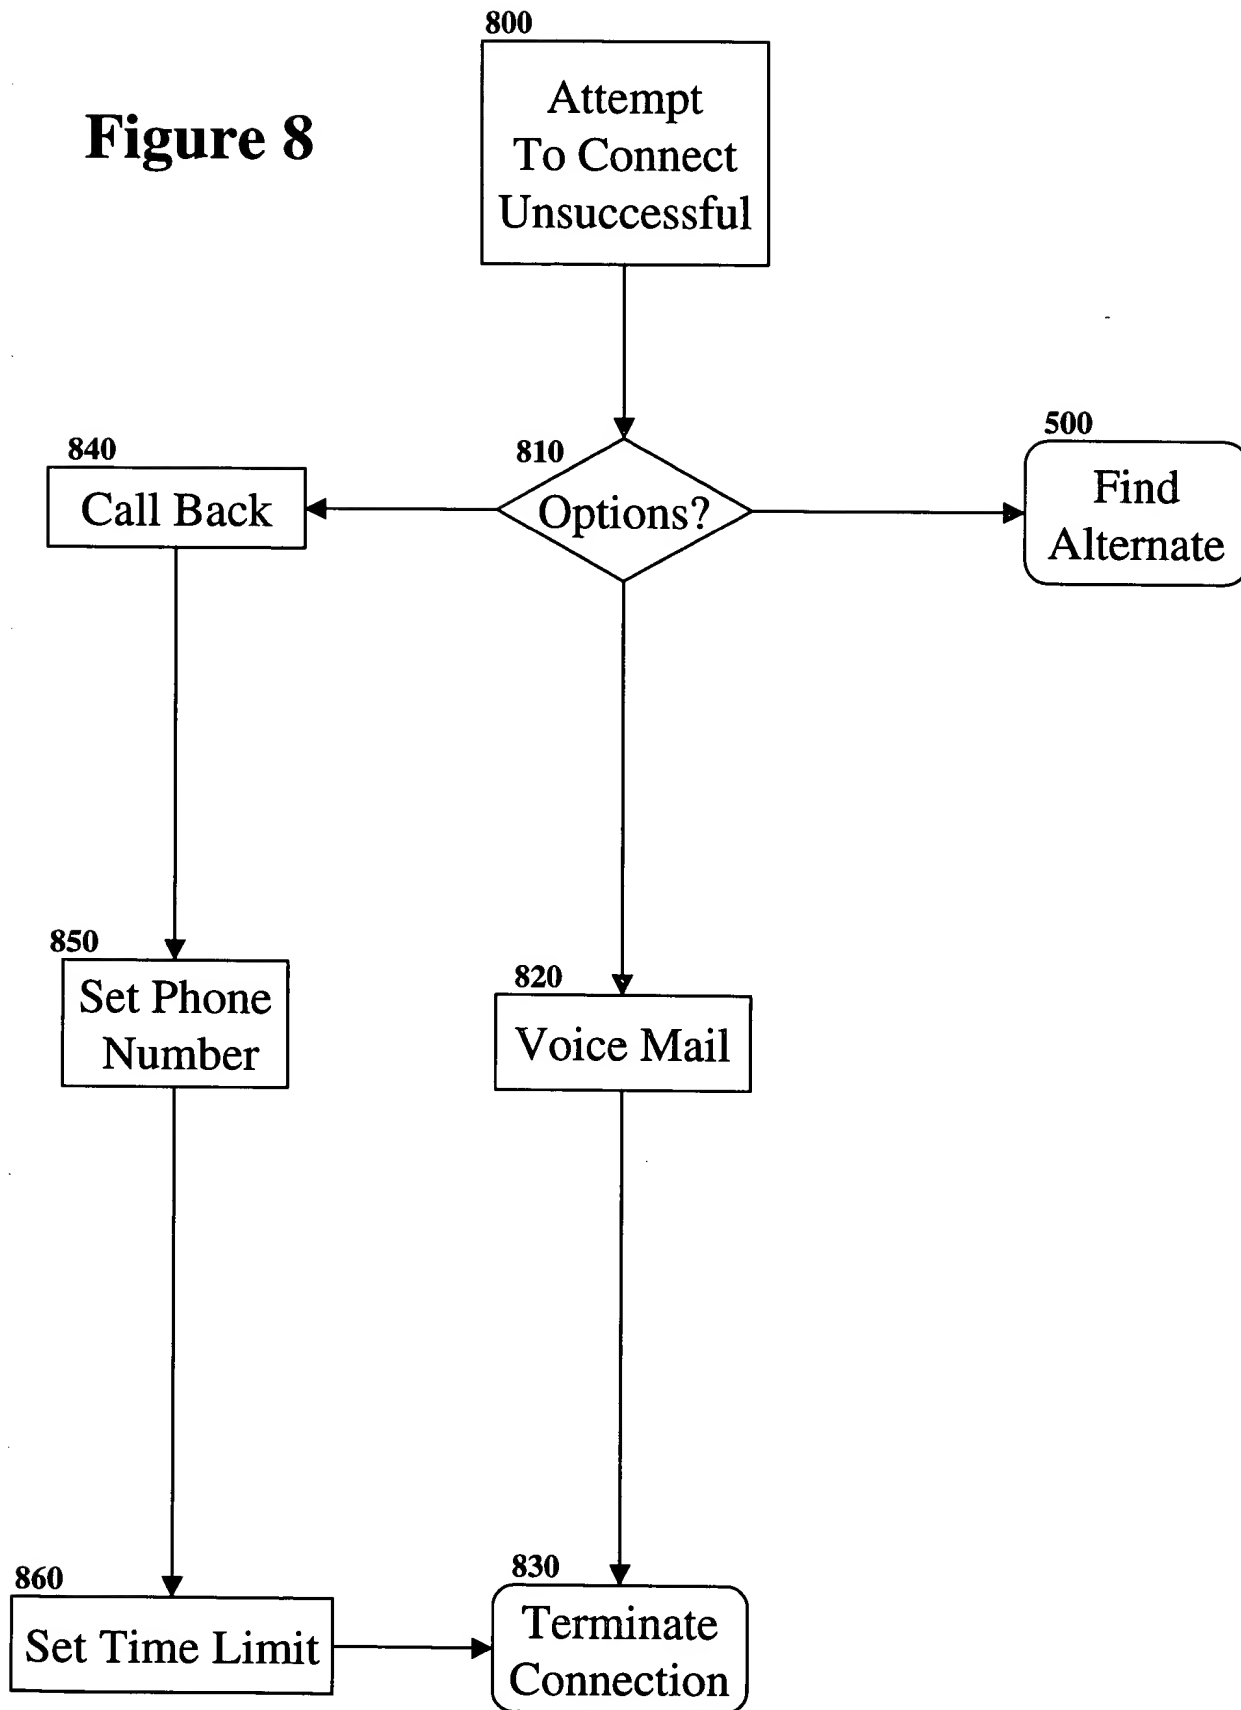 800
Attempt
To Connect
Unsuccessful
Figure 8
840
Call Back
810
Options?
500
Find
Alternate
850
Set Phone
Number
820
Voice Mail
860
Set Time Limit
830
Terminate
Connection